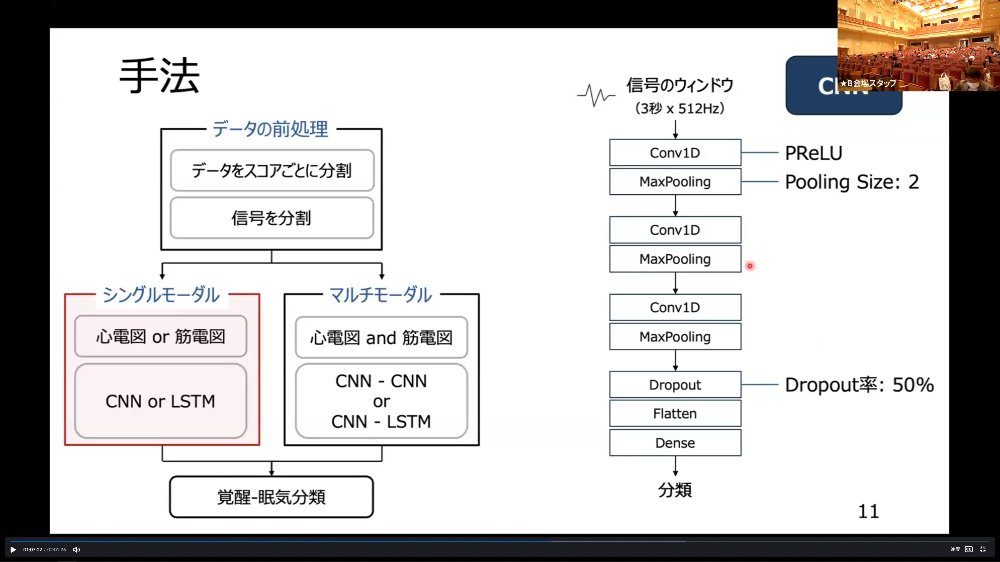 手法
データの前処理
データをスコアごとに分割
信号を分割
シングルモーダル
心電図 or 筋電図
CNN or LSTM
マルチモーダル
心電図 and 筋電図
CNN - CNN
or
CNN - LSTM
覚醒-眠気分類
信号のウィンドウ
(3秒 x 512Hz)
Conv1D
PReLU
MaxPooling
Pooling Size: 2
Conv1D
MaxPooling
Conv1D
MaxPooling
Dropout
Dropout率: 50%
Flatten
Dense
分類
CNN
★B会場スタッフ
11
01:07:02 / 02:01:26
速度
CC